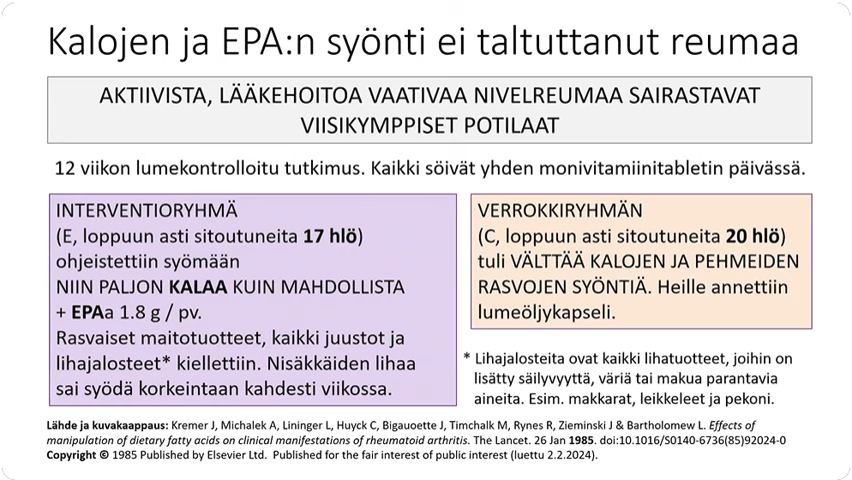 Kalojen ja EPA:n syönti ei taltuttanut reumaa
AKTIIVISTA, LÄÄKEHOITOA VAATIVAA NIVELREUMAA SAIRASTAVAT
VIISIKYMPPISET POTILAAT
12 viikon lumekontrolloitu tutkimus. Kaikki söivät yhden monivitamiinitabletin päivässä.
INTERVENTIORYHMÄ
(E, loppuun asti sitoutuneita 17 hlö)
ohjeistettiin syömään
NIIN PALJON KALAA KUIN MAHDOLLISTA
+ EPAa 1.8 g / pv.
Rasvaiset maitotuotteet, kaikki juustot ja
lihajalosteet* kiellettiin. Nisäkkäiden lihaa
sai syödä korkeintaan kahdesti viikossa.
VERROKKIRYHMÄN
(C, loppuun asti sitoutuneita 20 hlö)
tuli VÄLTTÄÄ KALOJEN JA PEHMEIDEN
RASVOJEN SYÖNTIÄ. Heille annettiin
lumeöljykapseli.
* Lihajalosteita ovat kaikki lihatuotteet, joihin on
lisätty säilyvyyttä, väriä tai makua parantavia
aineita. Esim. makkarat, leikkeleet ja pekoni.
Lähde ja kuvakaappaus: Kremer J, Michalek A, Lininger L, Huyck C, Bigauoette J, Timchalk M, Rynes R, Zieminski J & Bartholomew L. Effects of
manipulation of dietary fatty acids on clinical manifestations of rheumatoid arthritis. The Lancet. 26 Jan 1985. doi:10.1016/S0140-6736(85)92024-0
Copyright © 1985 Published by Elsevier Ltd. Published for the fair interest of public interest (luettu 2.2.2024).